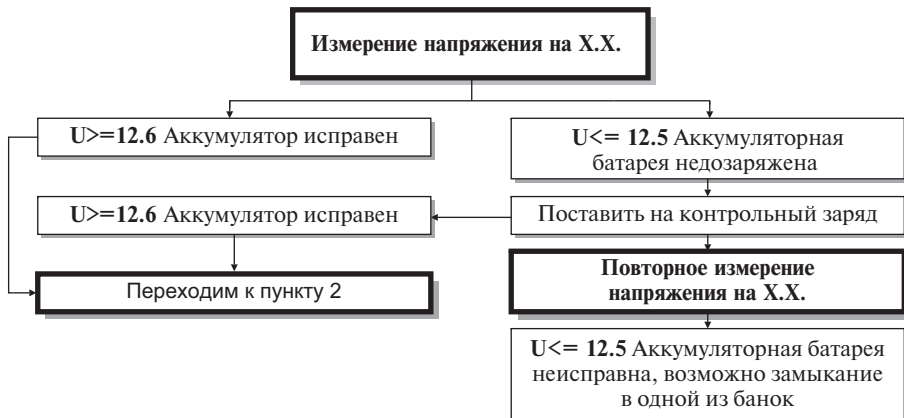 Измерение напряжения на Х.Х.
U>=12.6 Аккумулятор исправен
U<= 12.5 Аккумуляторная
батарея недозаряжена
U>=12.6 Аккумулятор исправен
Поставить на контрольный заряд
Переходим к пункту 2
Повторное измерение
напряжения на Х.Х.
U<= 12.5 Аккумуляторная батарея
неисправна, возможно замыкание
в одной из банок